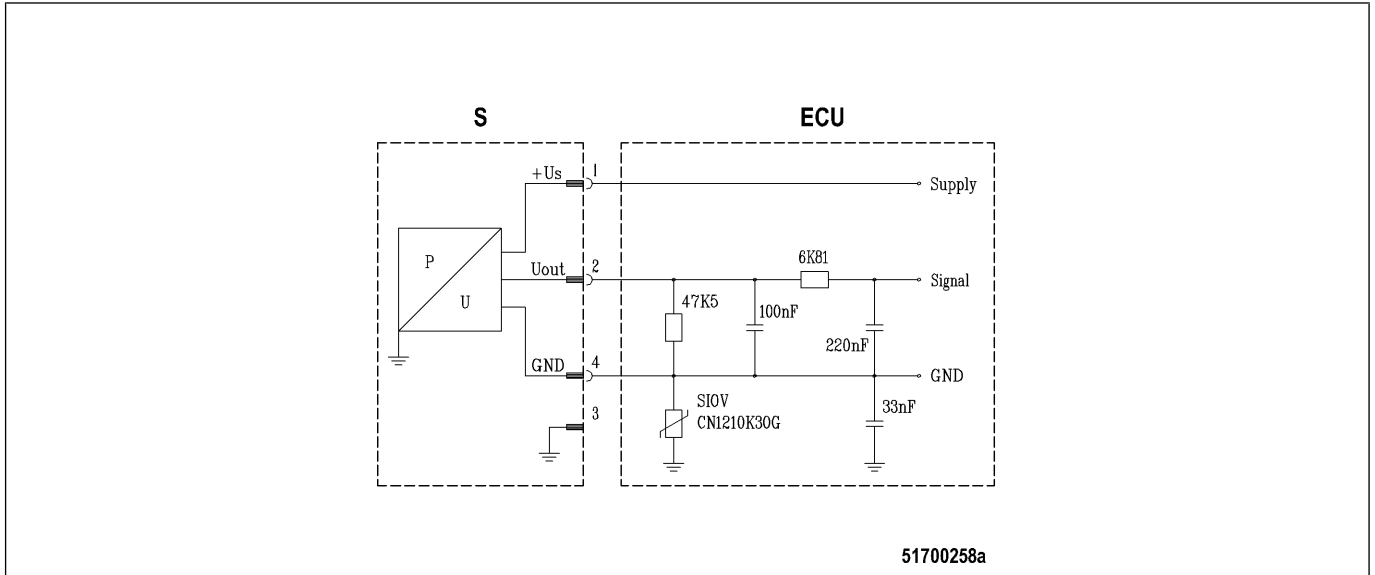 S
ECU
+Us
1
Supply
P
U
Uout
2
6K81
Signal
47K5
100nF
220nF
GND
4
GND
3
SIOV
CN1210K30G
33nF
51700258a